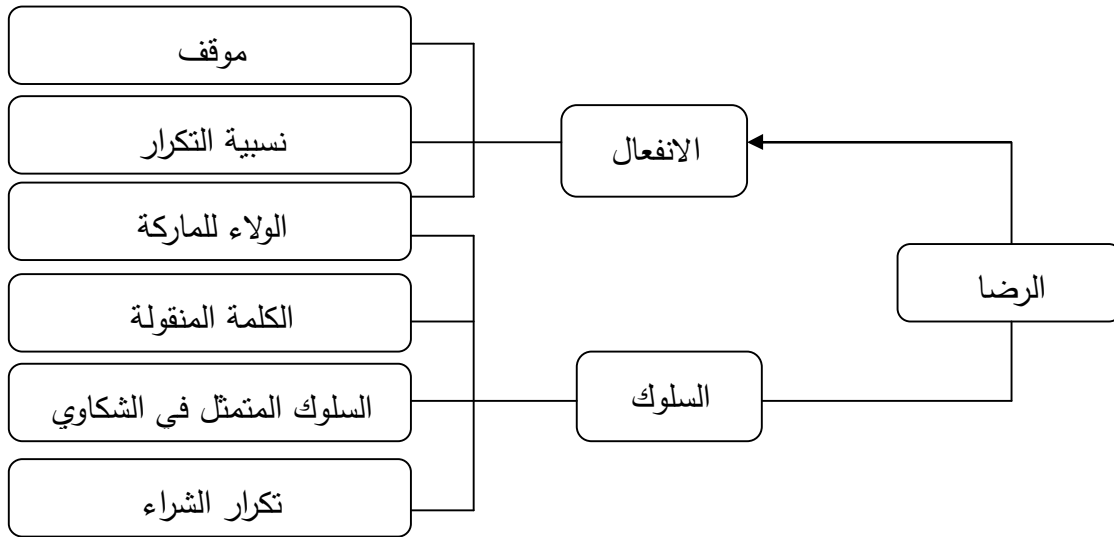 موقف
نسبية التكرار
الانفعال
الولاء للماركة
الرضا
الكلمة المنقولة
السلوك المتمثل في الشكاوي
السلوك
تكرار الشراء